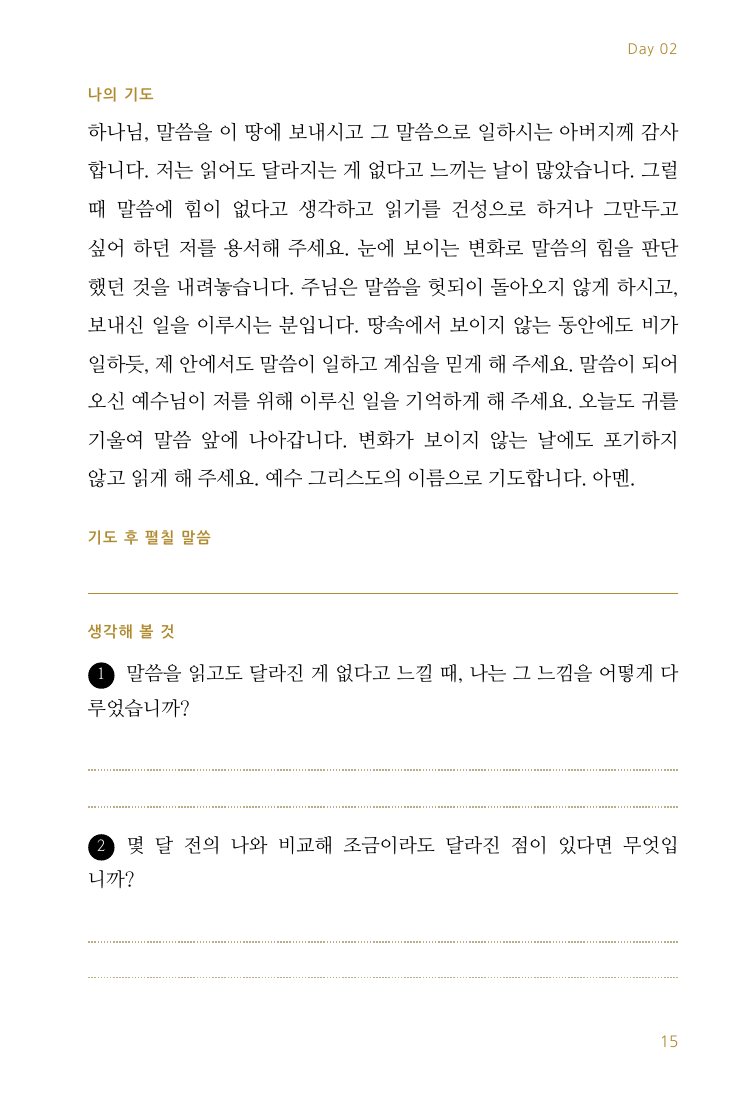 Day 02
나의 기도
하나님, 말씀을 이 땅에 보내시고 그 말씀으로 일하시는 아버지께 감사
합니다. 저는 읽어도 달라지는 게 없다고 느끼는 날이 많았습니다. 그럴
때 말씀에 힘이 없다고 생각하고 읽기를 건성으로 하거나 그만두고
싶어 하던 저를 용서해 주세요. 눈에 보이는 변화로 말씀의 힘을 판단
했던 것을 내려놓습니다. 주님은 말씀을 헛되이 돌아오지 않게 하시고,
보내신 일을 이루시는 분입니다. 땅속에서 보이지 않는 동안에도 비가
일하듯, 제 안에서도 말씀이 일하고 계심을 믿게 해 주세요. 말씀이 되어
오신 예수님이 저를 위해 이루신 일을 기억하게 해 주세요. 오늘도 귀를
기울여 말씀 앞에 나아갑니다. 변화가 보이지 않는 날에도 포기하지
않고 읽게 해 주세요. 예수 그리스도의 이름으로 기도합니다. 아멘.
기도 후 펼칠 말씀
생각해 볼 것
1 말씀을 읽고도 달라진 게 없다고 느낄 때, 나는 그 느낌을 어떻게 다
루었습니까?
2 몇 달 전의 나와 비교해 조금이라도 달라진 점이 있다면 무엇입
니까?
15